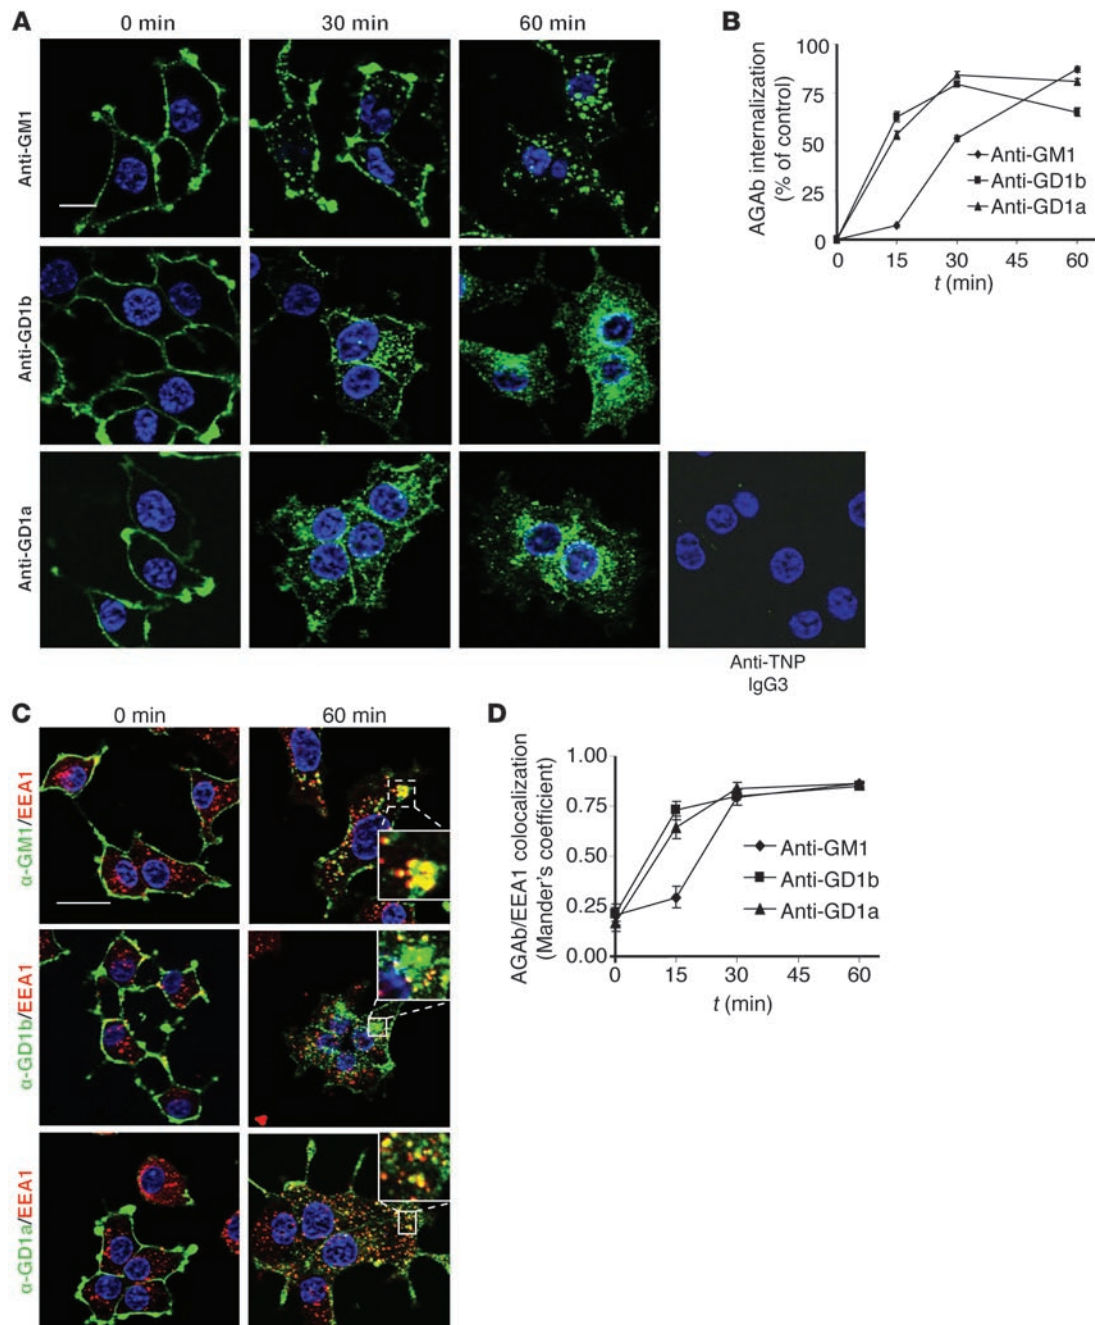 A
0 min
30 min
60 min
Anti-GM1
Anti-GD1b
Anti-GD1a
Anti-TNP
IgG3
B
AGAb internalization
(% of control)
100
75
50
25
0
Anti-GM1
Anti-GD1b
Anti-GD1a
0
15
30
45
60
t (min)
C
0 min
60 min
α-GM1/EEA1
α-GD1b/EEA1
α-GD1a/EEA1
D
AGAb/EEA1 colocalization
(Mander's coefficient)
1.00
0.75
0.50
0.25
0.00
Anti-GM1
Anti-GD1b
Anti-GD1a
0
15
30
45
60
t (min)